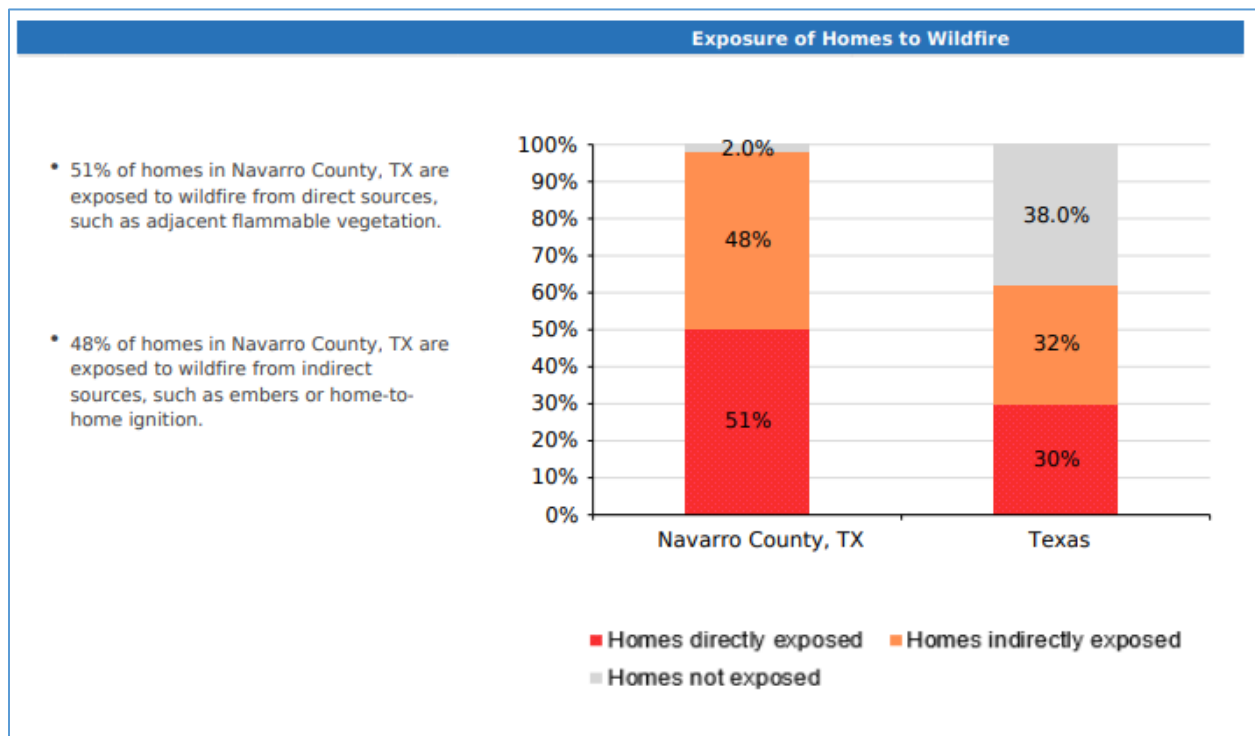 Exposure of Homes to Wildfire
• 51% of homes in Navarro County, TX are
exposed to wildfire from direct sources,
such as adjacent flammable vegetation.
• 48% of homes in Navarro County, TX are
exposed to wildfire from indirect
sources, such as embers or home-to-
home ignition.
100%
90%
80%
70%
60%
50%
40%
30%
20%
10%
0%
2.0%
48%
51%
38.0%
32%
30%
Navarro County, TX
Texas
Homes directly exposed
Homes indirectly exposed
Homes not exposed